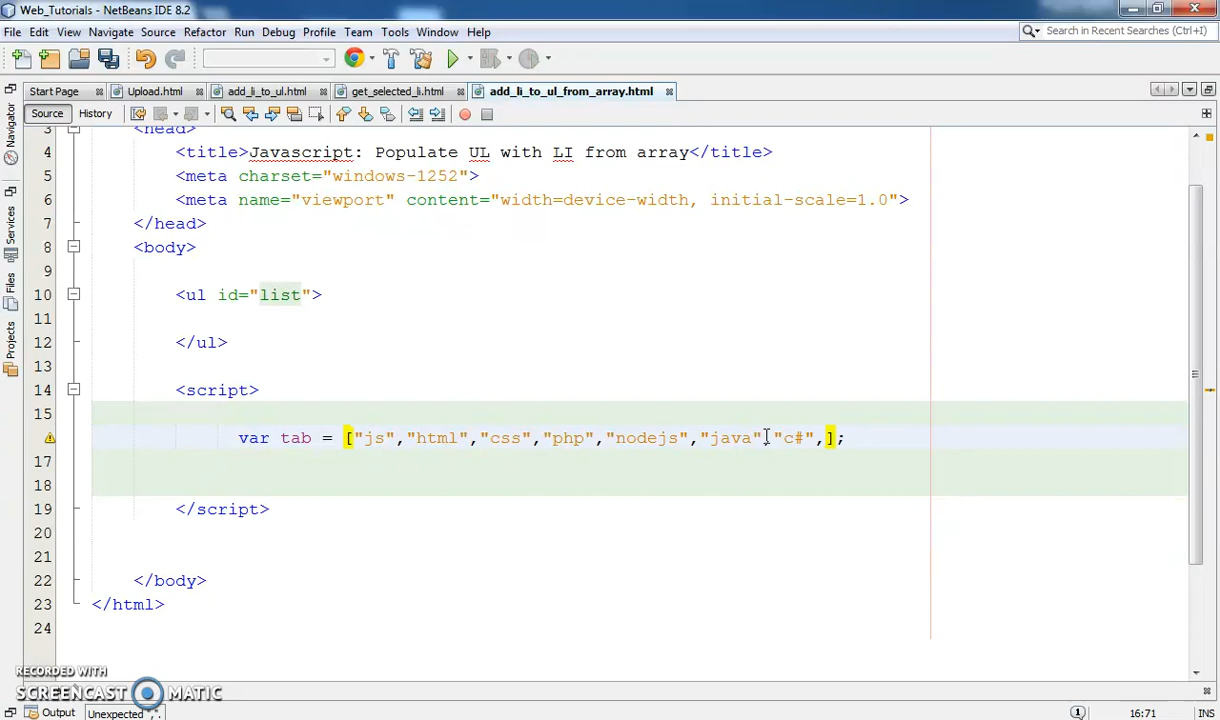 Web_Tutorials - NetBeans IDE 8.2
File Edit View Navigate Source Refactor Run Debug Profile Team Tools Window Help
Search in Recent Searches (Ctrl+I)
Start Page Upload.html add_li_to_ul.html get_selected_li.html add_li_to_ul_from_array.html
Source History
Navigator
Services
Files
Projects
3 <head>
4 <title>Javascript: Populate UL with LI from array</title>
5 <meta charset="windows-1252">
6 <meta name="viewport" content="width=device-width, initial-scale=1.0">
7 </head>
8 <body>
9
10 <ul id="list">
11
12 </ul>
13
14 <script>
15
var tab = ["js","html","css","php","nodejs","java","c#",];
17
18
19 </script>
20
21
22 </body>
23 </html>
24
RECORDED WITH
SCREENCAST MATIC
Output Unexpected ",". 1 16:71 INS